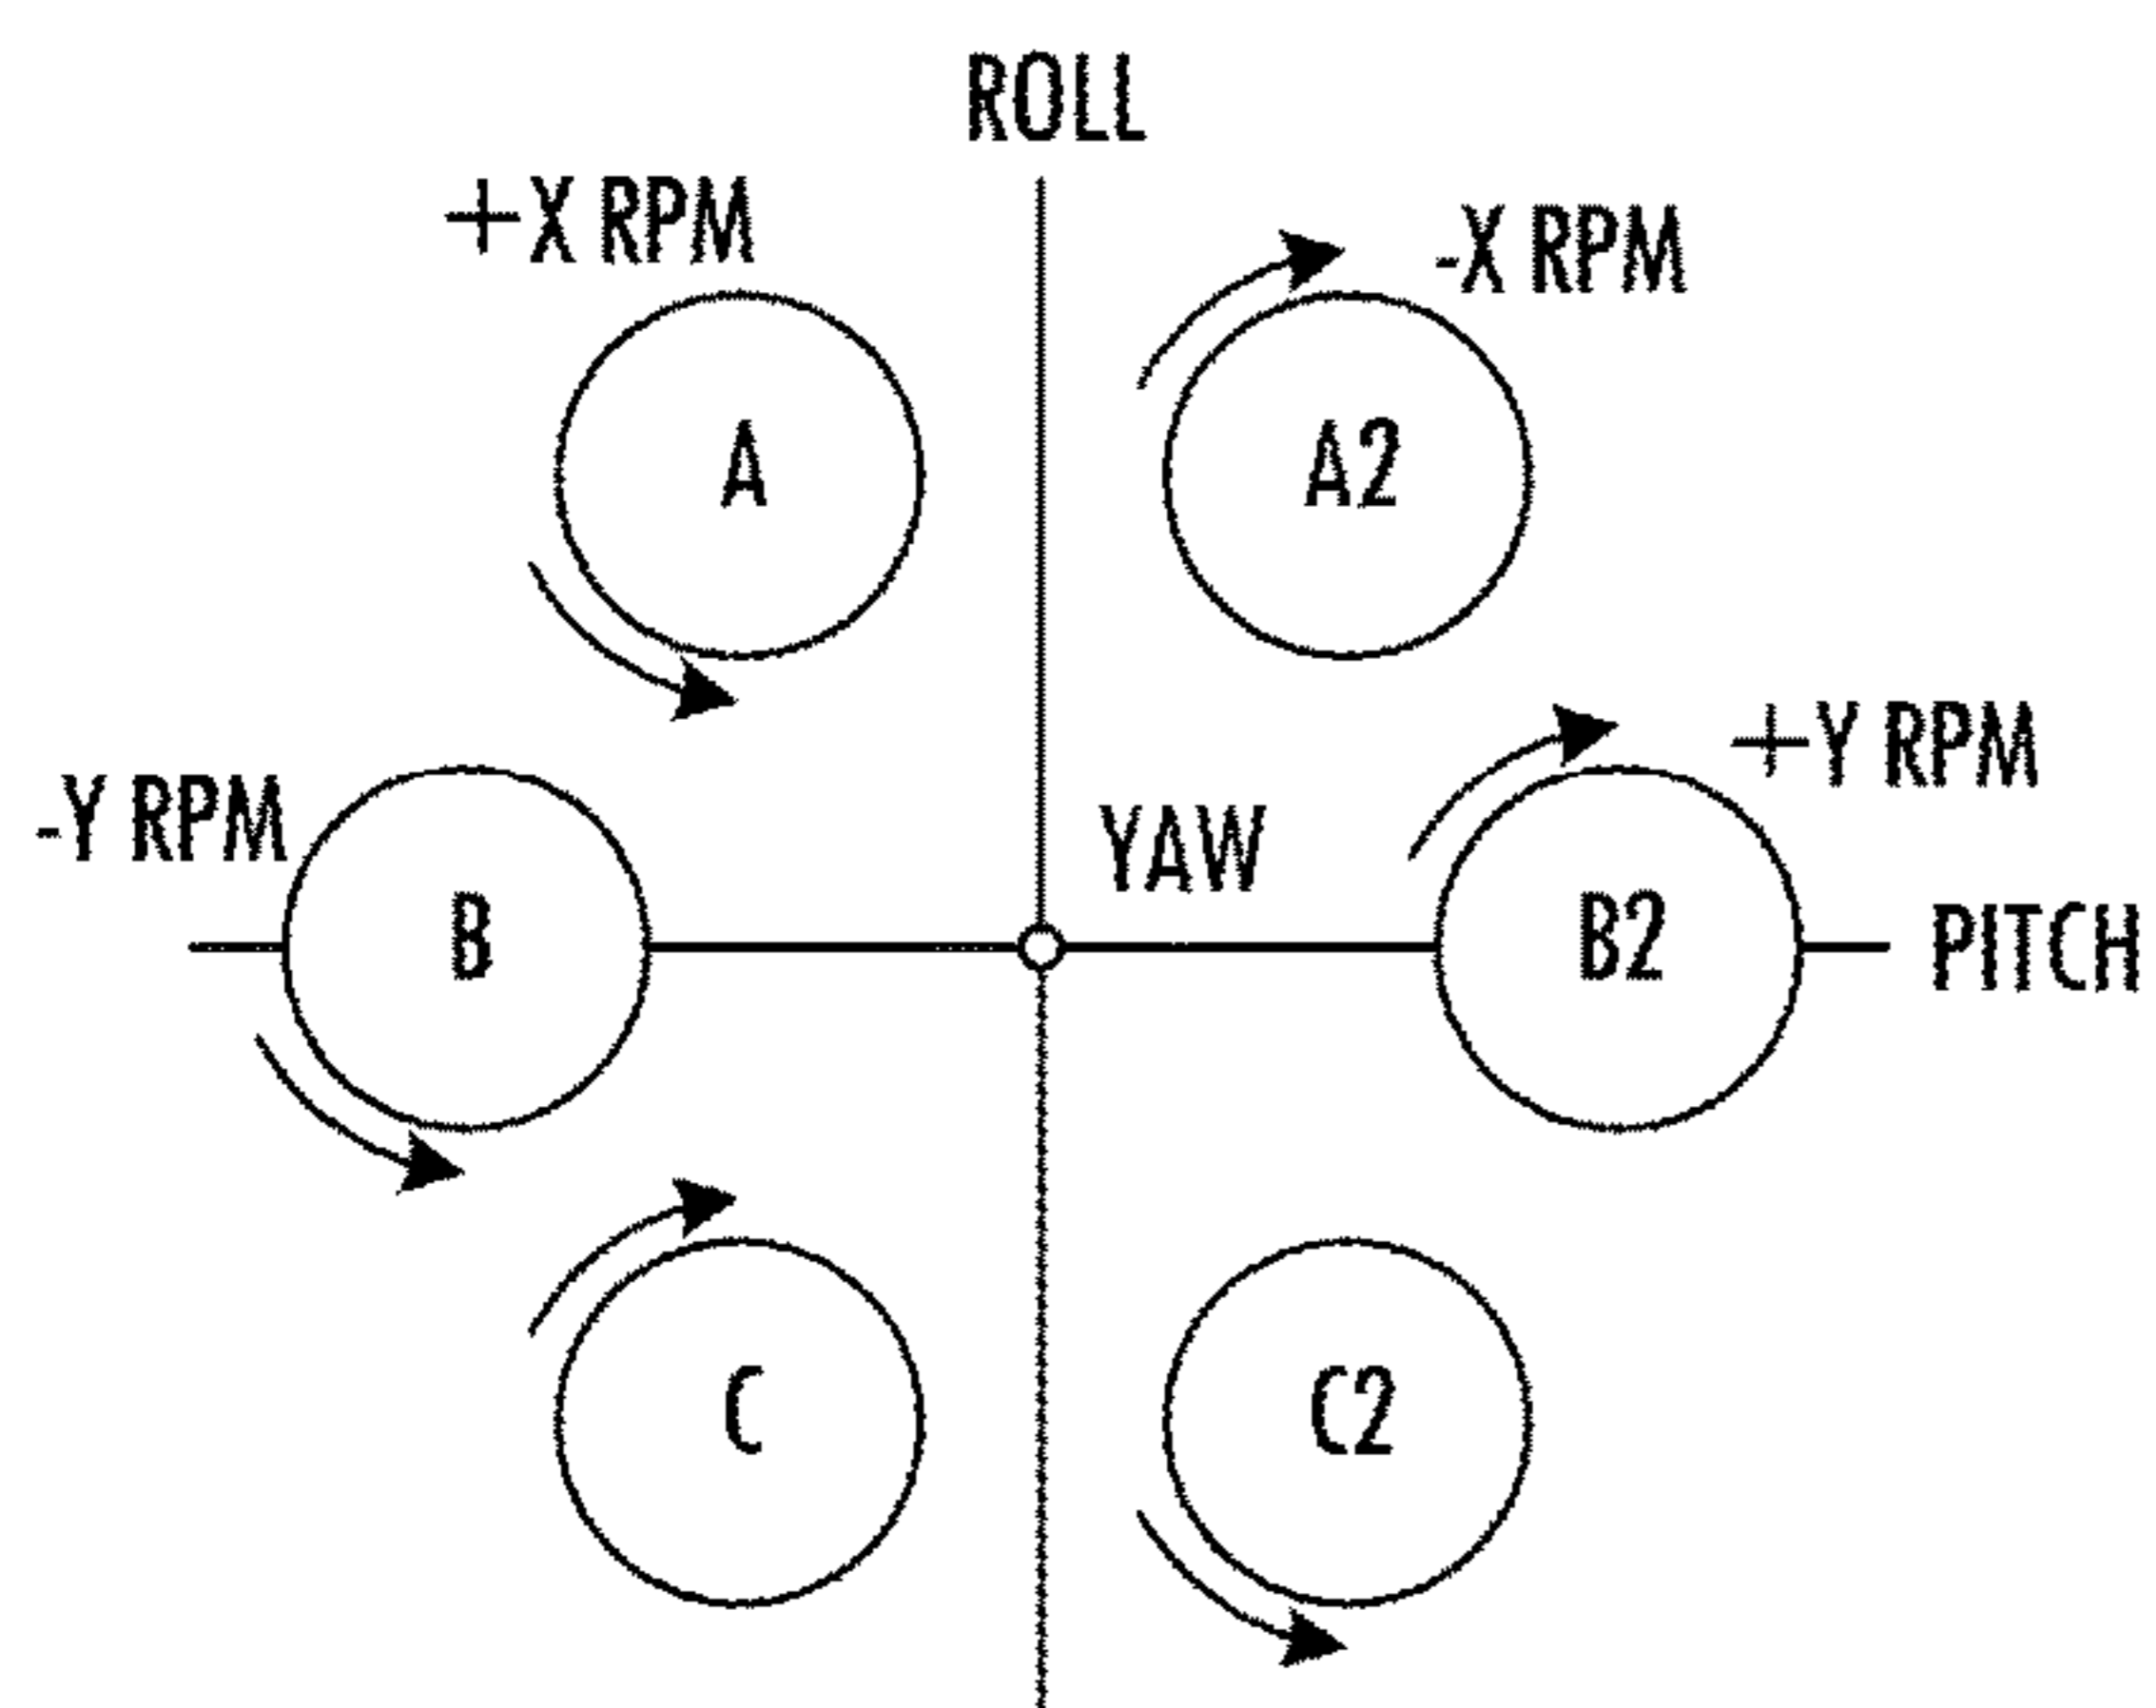 ROLL
+X RPM
-X RPM
A
A2
+Y RPM
-Y RPM
YAW
B
B2
PITCH
C
C2